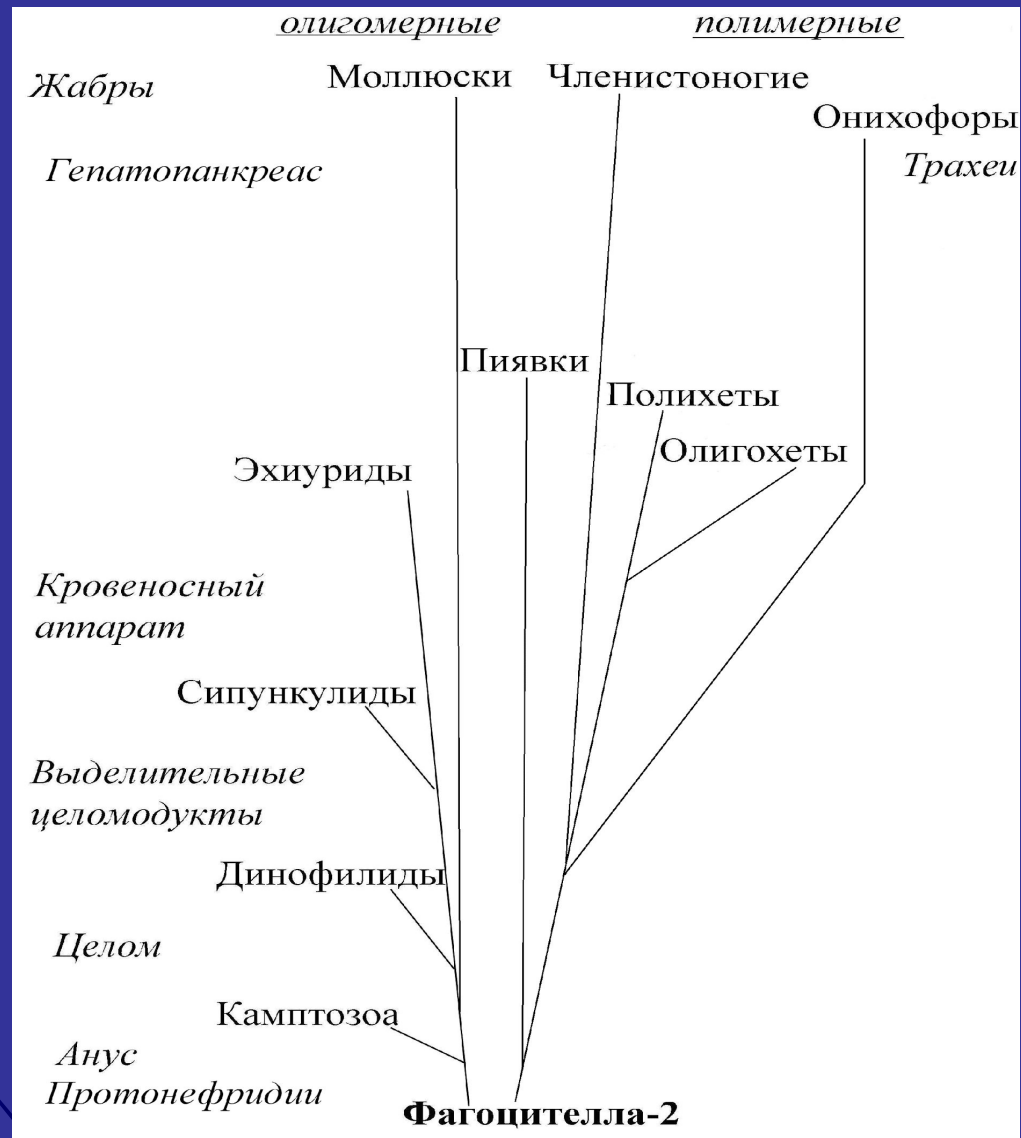 олигомерные полимерные
Жабры Моллюски Членистоногие
Онихофоры
Гепатопанкреас Трахеи
Пиявки
Полихеты
Олигохеты
Эхиуриды
Кровеносный
аппарат
Сипункулиды
Выделительные
целомодукты
Динофилиды
Целом
Камптозоа
Анус
Протонефридии
Фагоцителла-2